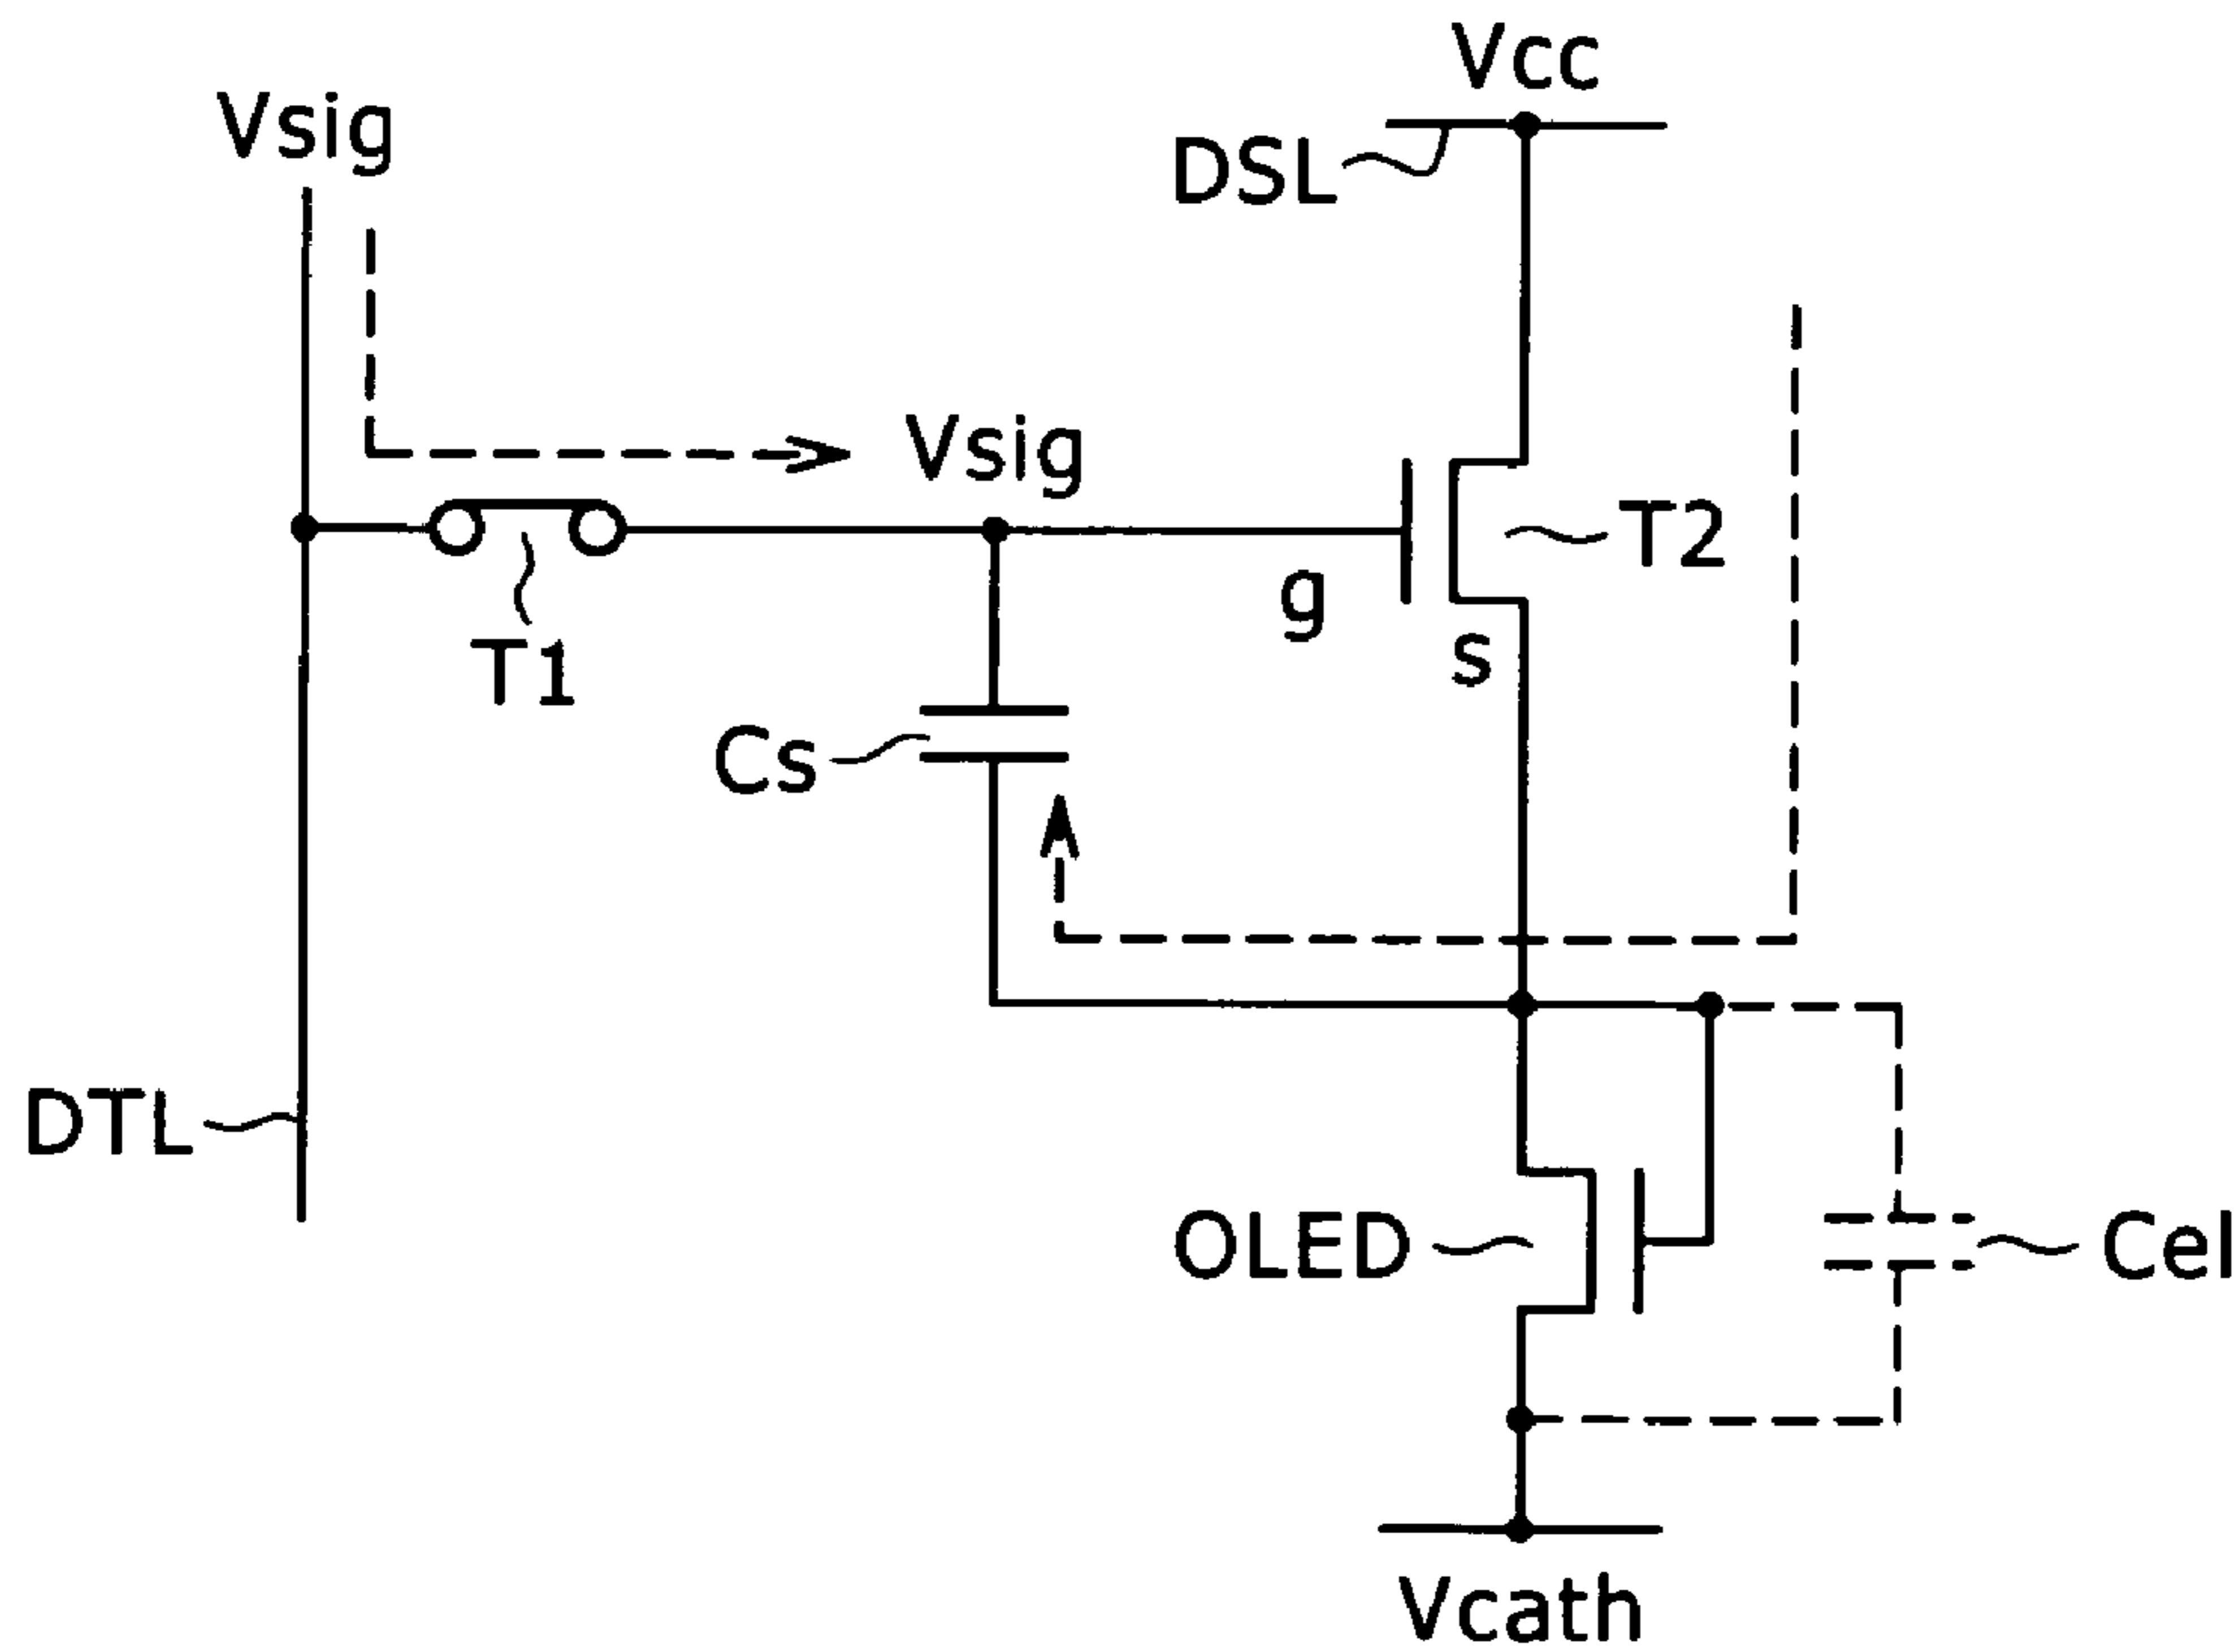 Vcc
Vsig
DSL
Vsig
T2
g
s
T1
Cs
DTL
OLED
Cel
Vcath